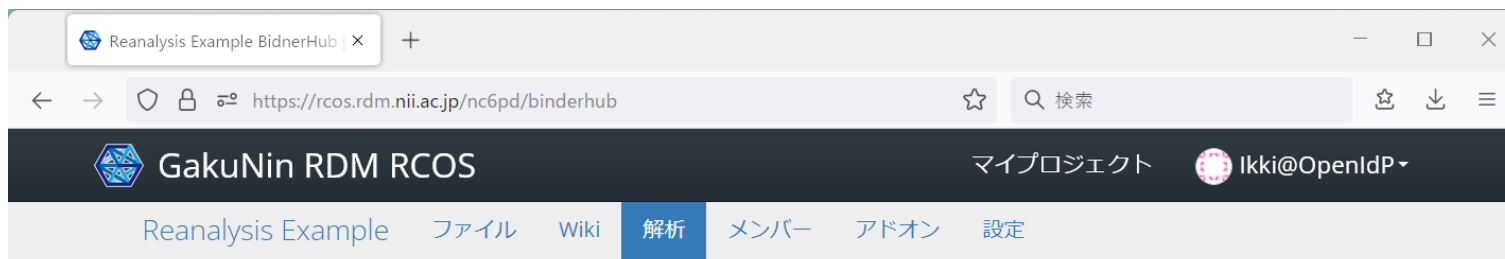 Reanalysis Example BidnerHub
https://rcos.rdm.nii.ac.jp/nc6pd/binderhub 検索
GakuNin RDM RCOS マイプロジェクト Ikki@OpenIdP
Reanalysis Example ファイル Wiki 解析 メンバー アドオン 設定